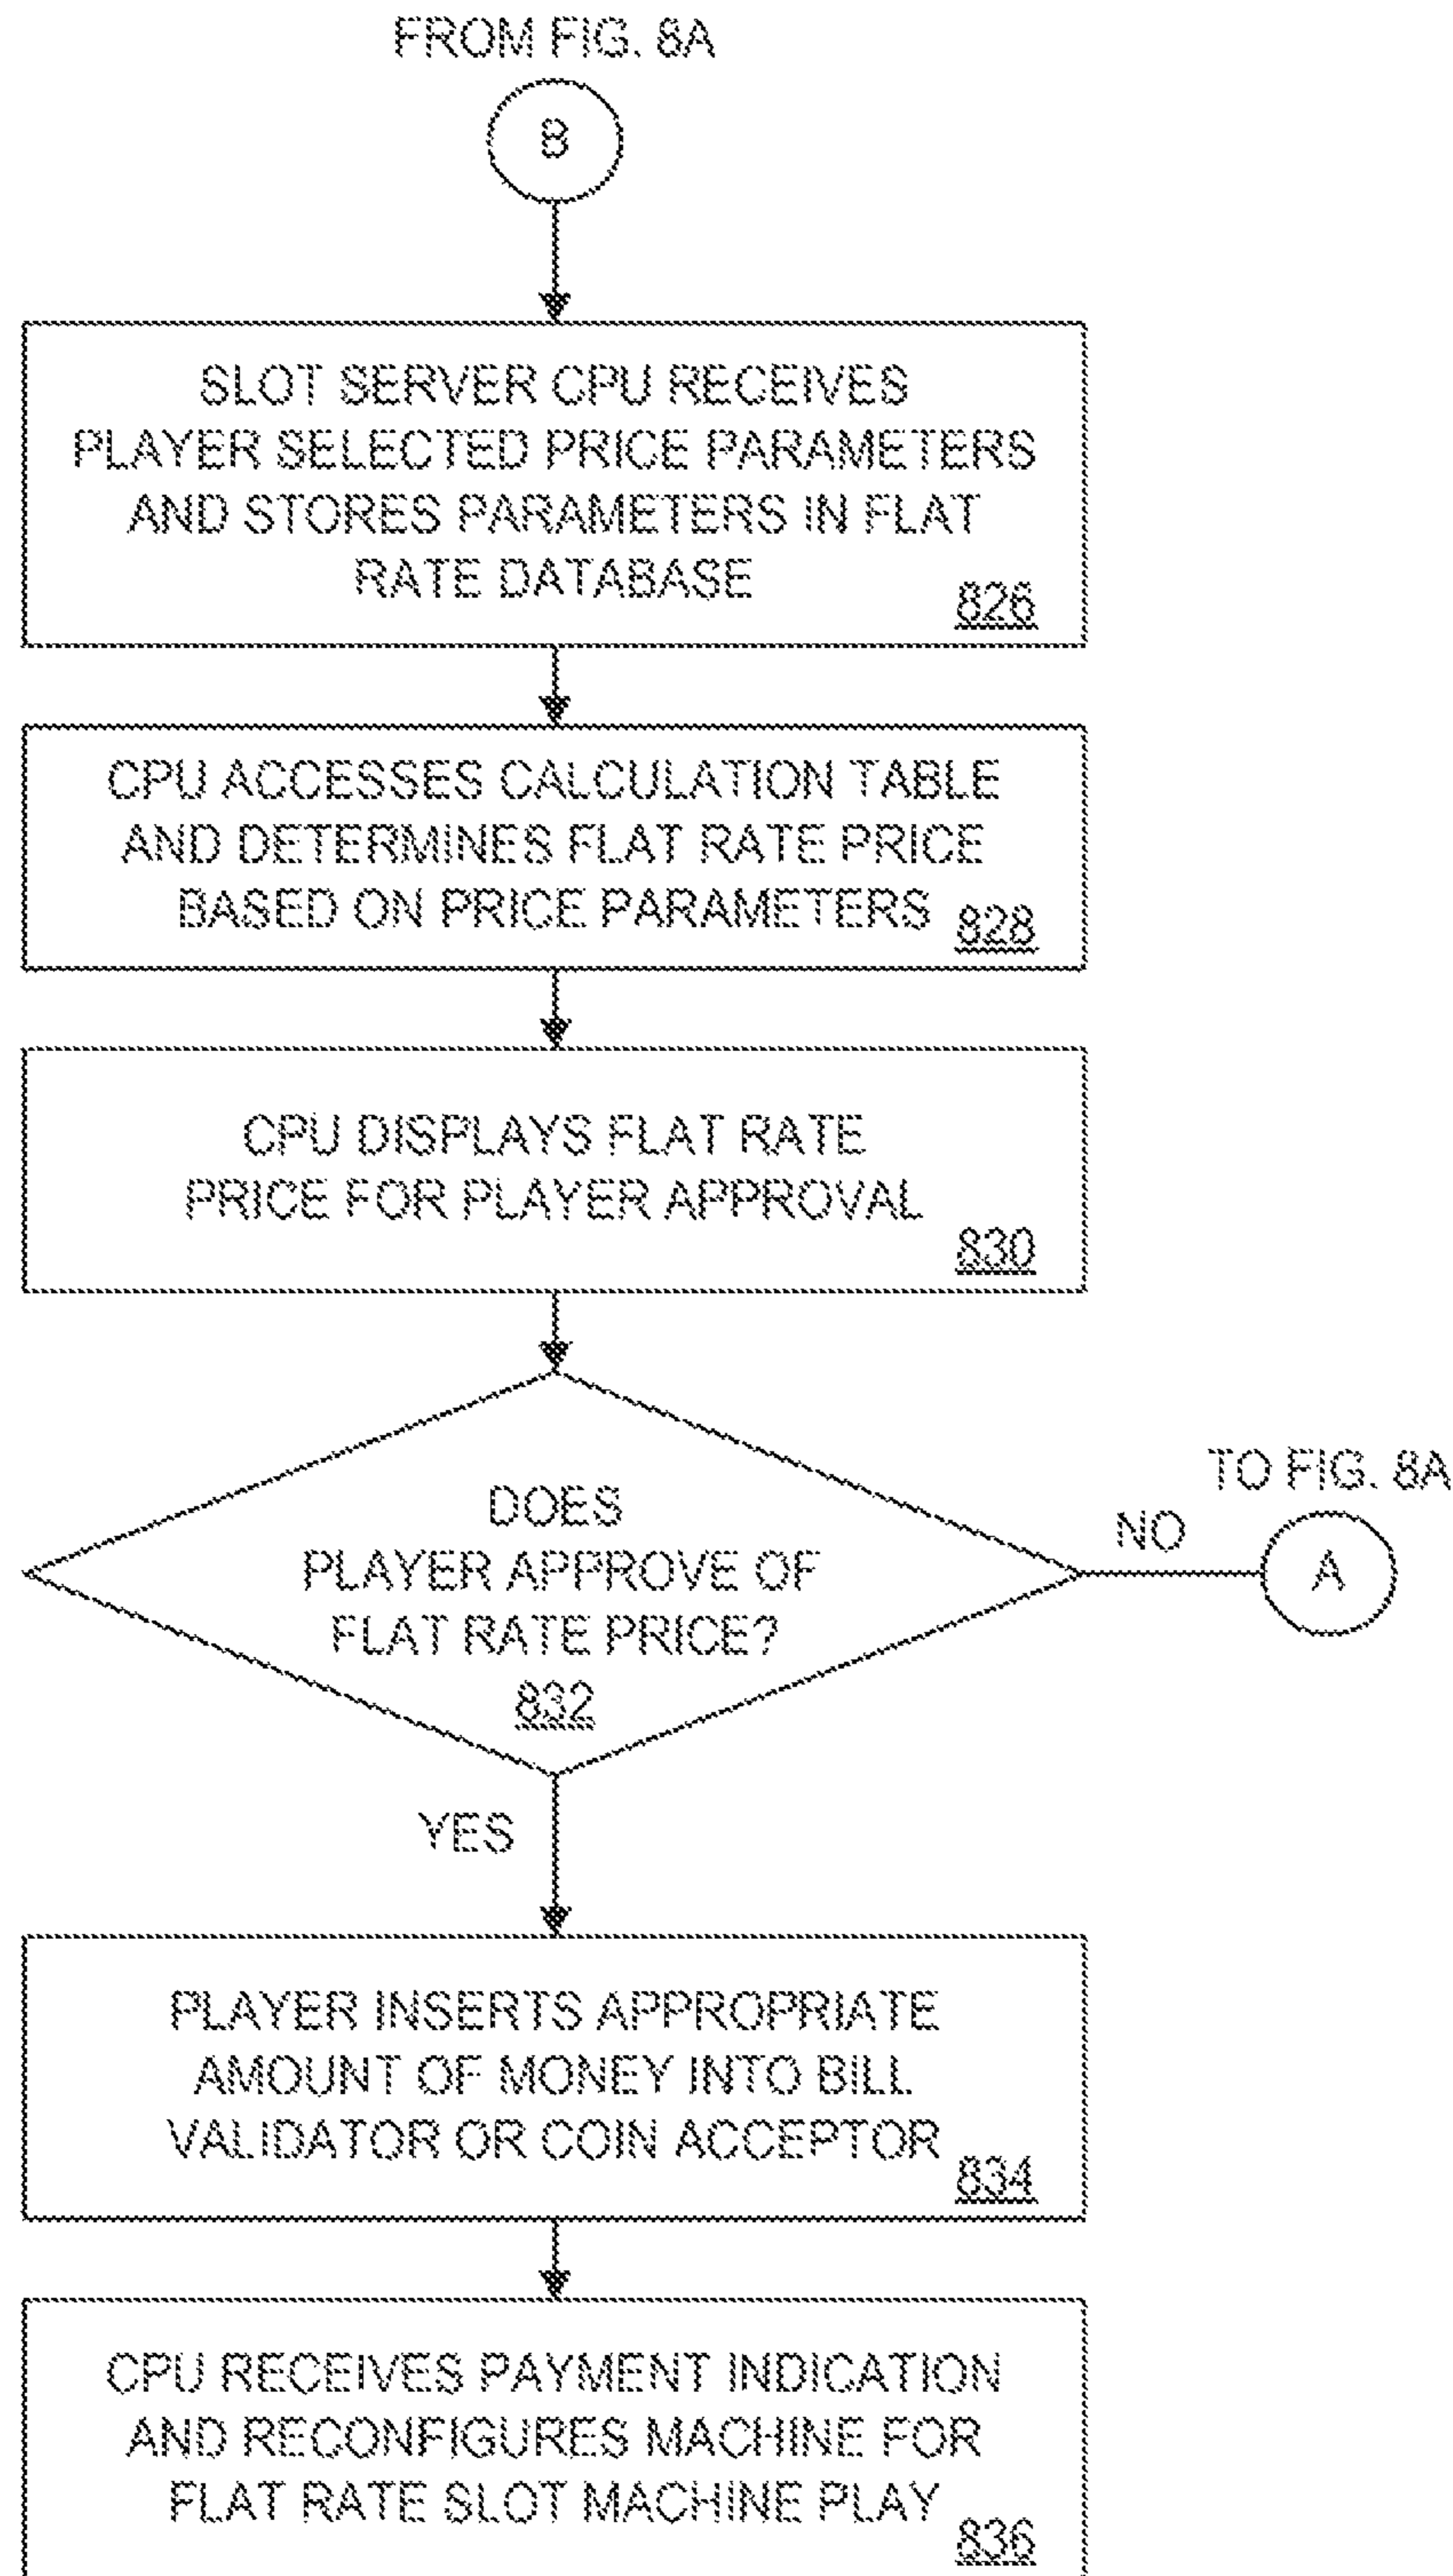 FROM FIG. 8A
8
SLOT SERVER CPU RECEIVES
PLAYER SELECTED PRICE PARAMETERS
AND STORES PARAMETERS IN FLAT
RATE DATABASE
826
CPU ACCESSES CALCULATION TABLE
AND DETERMINES FLAT RATE PRICE
BASED ON PRICE PARAMETERS
828
CPU DISPLAYS FLAT RATE
PRICE FOR PLAYER APPROVAL
830
DOES
PLAYER APPROVE OF
FLAT RATE PRICE?
832
TO FIG. 8A
NO
A
YES
PLAYER INSERTS APPROPRIATE
AMOUNT OF MONEY INTO BILL
VALIDATOR OR COIN ACCEPTOR
834
CPU RECEIVES PAYMENT INDICATION
AND RECONFIGURES MACHINE FOR
FLAT RATE SLOT MACHINE PLAY
836